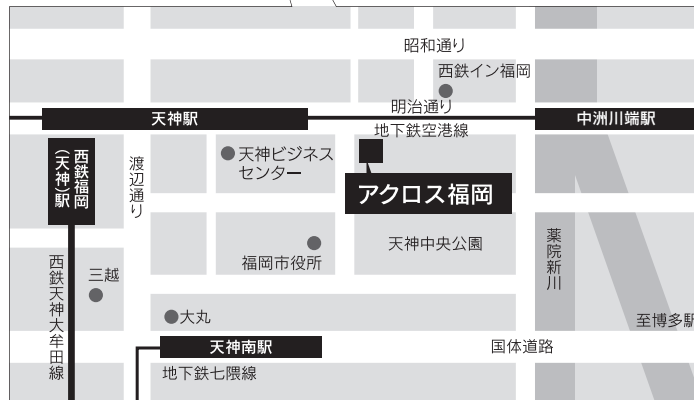 昭和通り
西鉄イン福岡
明治通り
天神駅
中洲川端駅
地下鉄空港線
西鉄福岡
（天神）駅
渡辺通り
天神ビジネス
センター
アクロス福岡
天神中央公園
福岡市役所
薬院新川
西鉄天神大牟田線
三越
大丸
至博多駅
天神南駅
国体道路
地下鉄七隈線